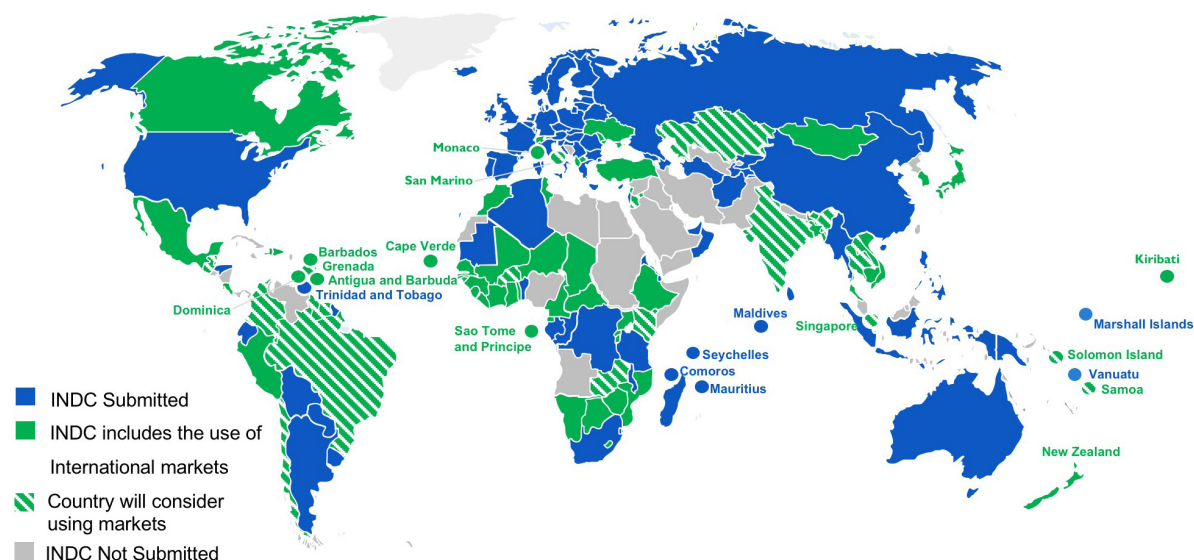 Monaco
San Marino
Barbados
Cape Verde
Grenada
Antigua and Barbuda
Trinidad and Tobago
Dominica
Sao Tome
and Principe
Kiribati
Maldives
Marshall Islands
Singapore
Seychelles
Solomon Island
Comoros
Vanuatu
Mauritius
Samoa
New Zealand
INDC Submitted
INDC includes the use of
International markets
Country will consider
using markets
INDC Not Submitted